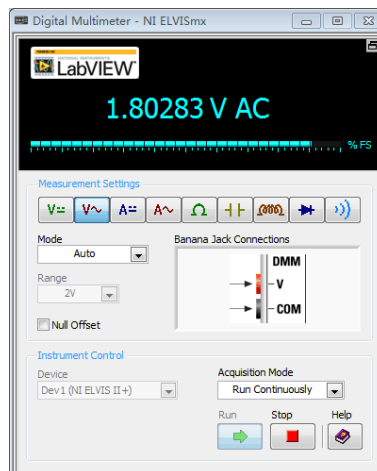 Digital Multimeter - NI ELVISmx
LabVIEW
1.80283 V AC
% FS
Measurement Settings
V= V~ A= A~ Ω
Mode
Auto
Banana Jack Connections
Range
2V
Null Offset
DMM
V
COM
Instrument Control
Device
Dev1 (NI ELVIS II+)
Acquisition Mode
Run Continuously
Run Stop Help